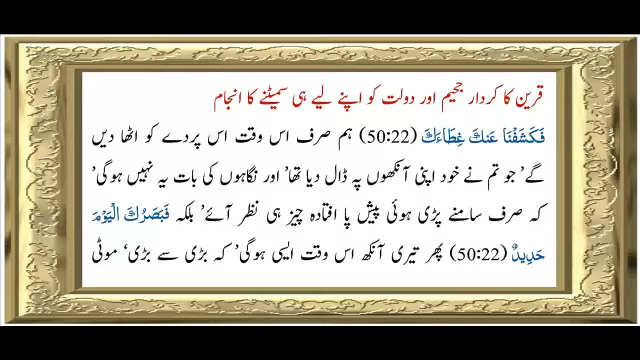 قرین کا کردار جحیم اور دولت کو اپنے لیے ہی سمیٹنے کا انجام
فَكَشَفْنَا عَنكَ غِطَاءَكَ (50:22) ہم صرف اس وقت اس پردے کو اٹھا دیں
گے’ جو تم نے خود اپنی آنکھوں پہ ڈال دیا تھا’ اور نگاہوں کی بات یہ نہیں ہوگی’
کہ صرف سامنے پڑی ہوئی پیش پا افتادہ چیز ہی نظر آئے’ بلکہ فَبَصَرُكَ الْيَوْمَ
حَدِيدٌ (50:22) پھر تیری آنکھ اس وقت ایسی ہوگی’ کہ بڑی سے بڑی‘ موٹی